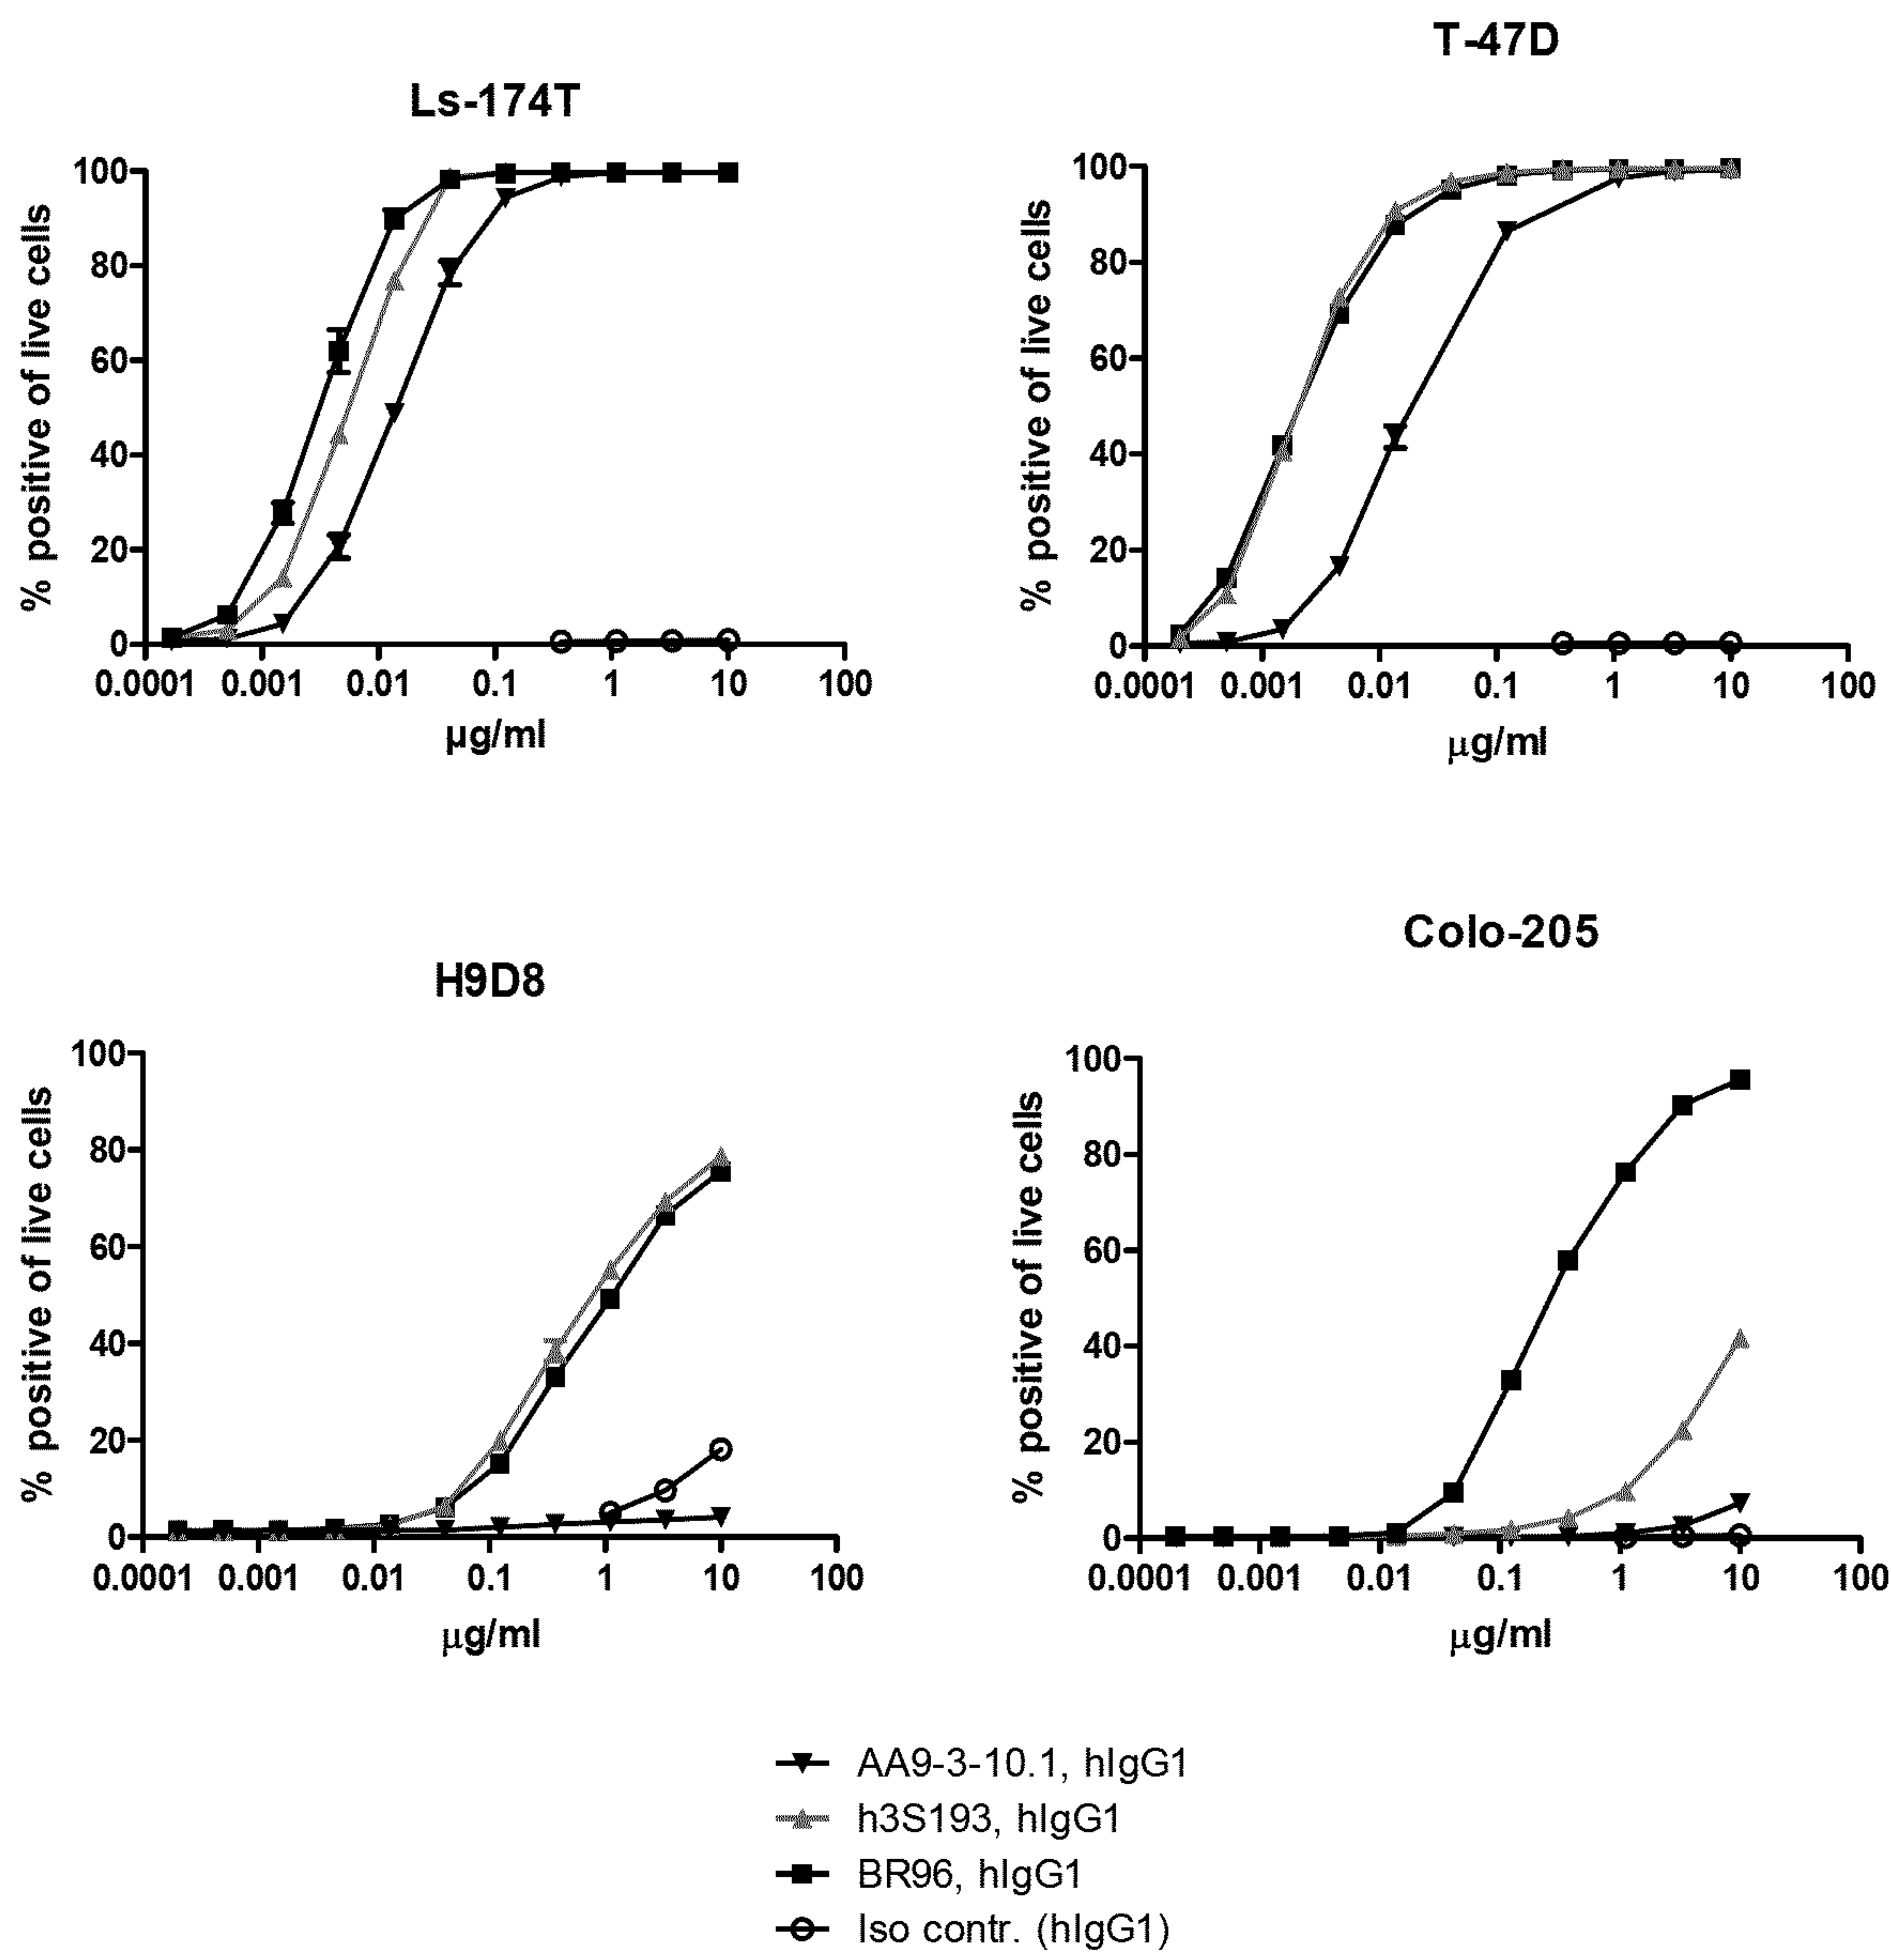 Ls-174T
% positive of live cells
100
80
60
40
20
0
0.0001 0.001 0.01 0.1 1 10 100
µg/ml
T-47D
% positive of live cells
100
80
60
40
20
0
0.0001 0.001 0.01 0.1 1 10 100
µg/ml
H9D8
% positive of live cells
100
80
60
40
20
0
0.0001 0.001 0.01 0.1 1 10 100
µg/ml
Colo-205
% positive of live cells
100
80
60
40
20
0
0.0001 0.001 0.01 0.1 1 10 100
µg/ml
AA9-3-10.1, hIgG1
h3S193, hIgG1
BR96, hIgG1
Iso contr. (hIgG1)